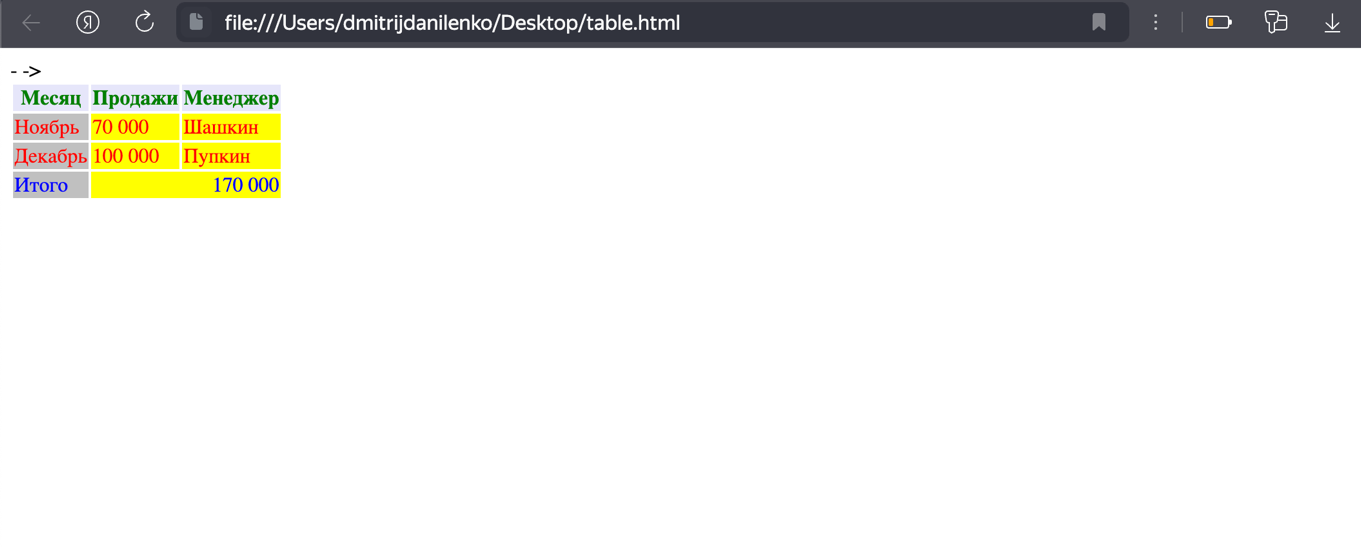 Я file:///Users/dmitrijdanilenko/Desktop/table.html
- -->
Месяц Продажи Менеджер
Ноябрь 70 000 Шашкин
Декабрь 100 000 Пупкин
Итого 170 000